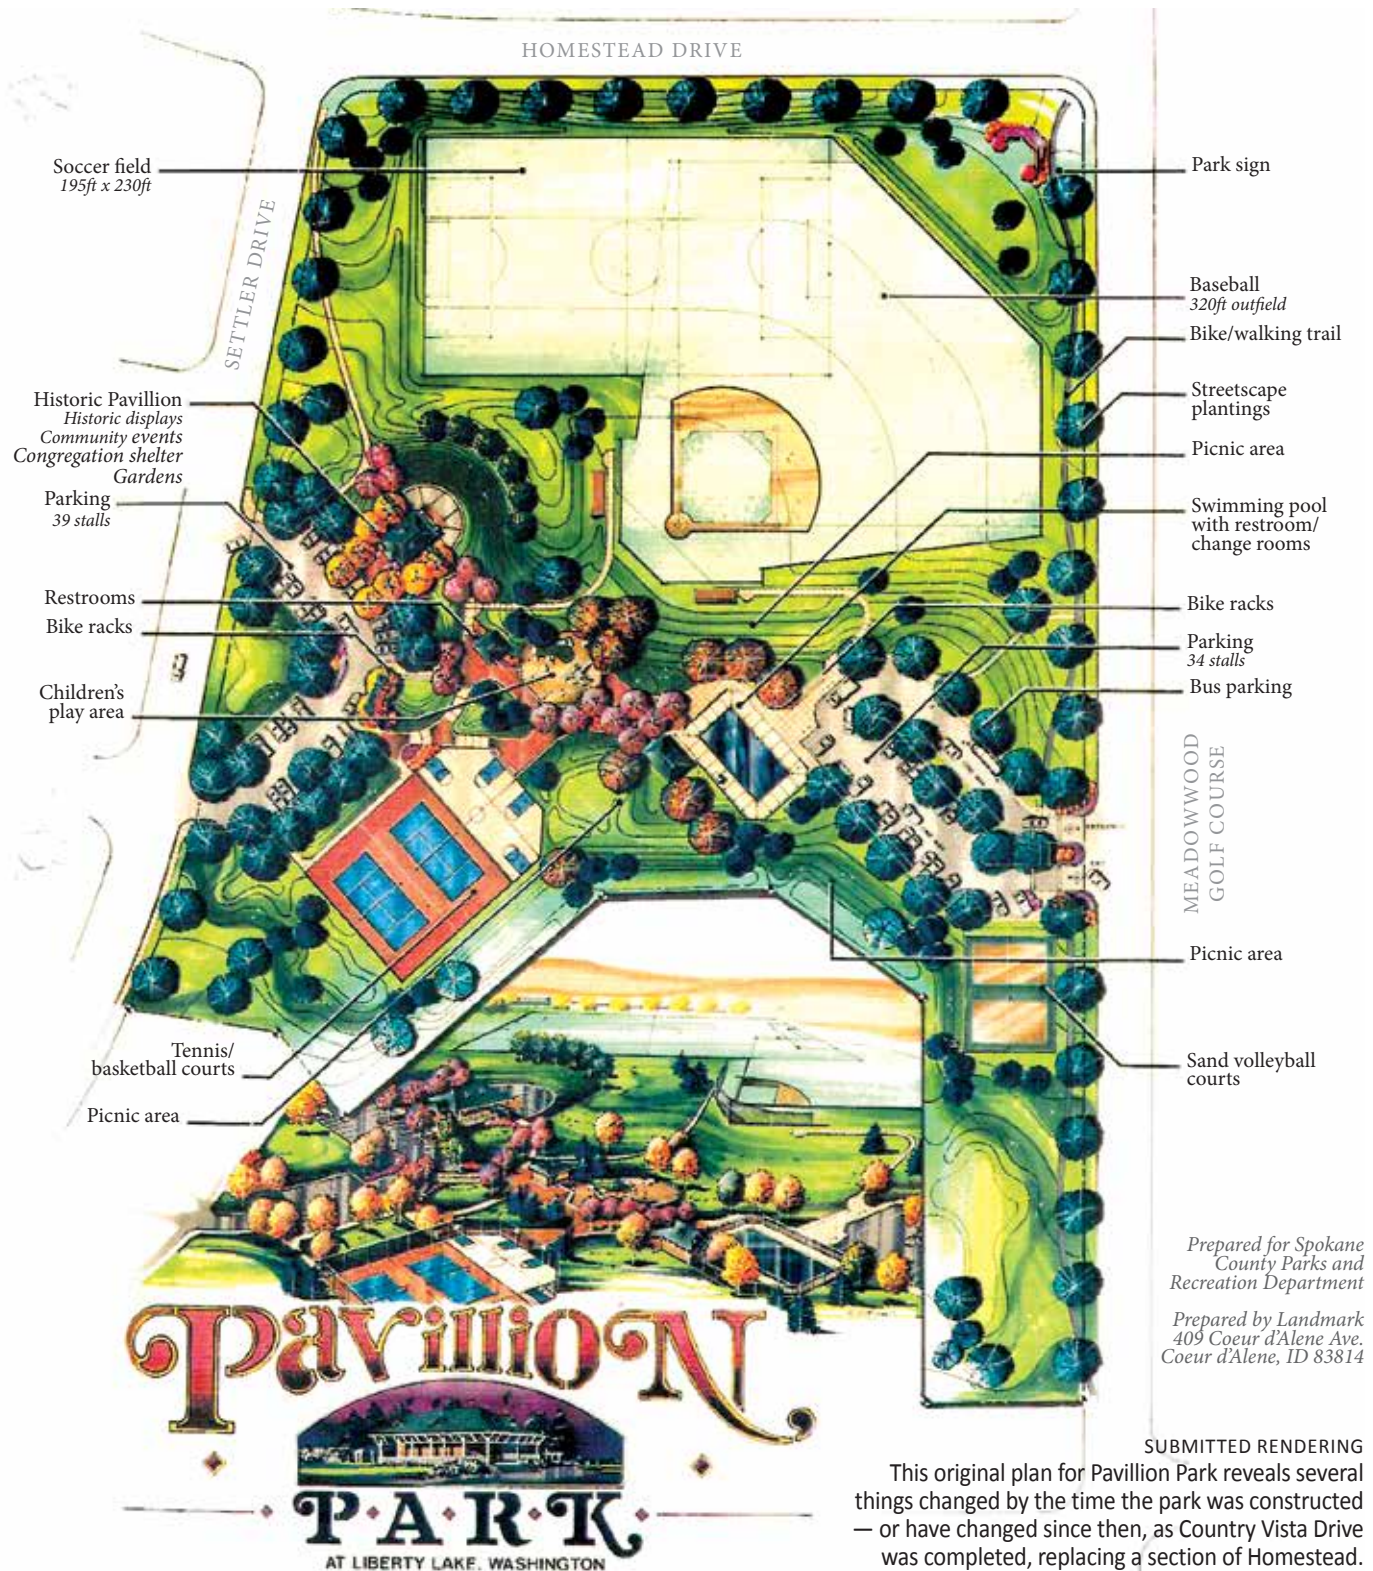 HOMESTEAD DRIVE
Soccer field
195ft x 230ft
SETTLER DRIVE
Historic Pavillion
Historic displays
Community events
Congregation shelter
Gardens
Parking
39 stalls
Restrooms
Bike racks
Children's
play area
Tennis/
basketball courts
Picnic area
Park sign
Baseball
320ft outfield
Bike/walking trail
Streetscape
plantings
Picnic area
Swimming pool
with restroom/
change rooms
Bike racks
Parking
34 stalls
Bus parking
MEADOWWOOD
GOLF COURSE
Picnic area
Sand volleyball
courts
Prepared for Spokane
County Parks and
Recreation Department
Prepared by Landmark
409 Coeur d'Alene Ave.
Coeur d'Alene, ID 83814
PavillioN
P·A·R·K
AT LIBERTY LAKE, WASHINGTON
SUBMITTED RENDERING
This original plan for Pavillion Park reveals several
things changed by the time the park was constructed
— or have changed since then, as Country Vista Drive
was completed, replacing a section of Homestead.